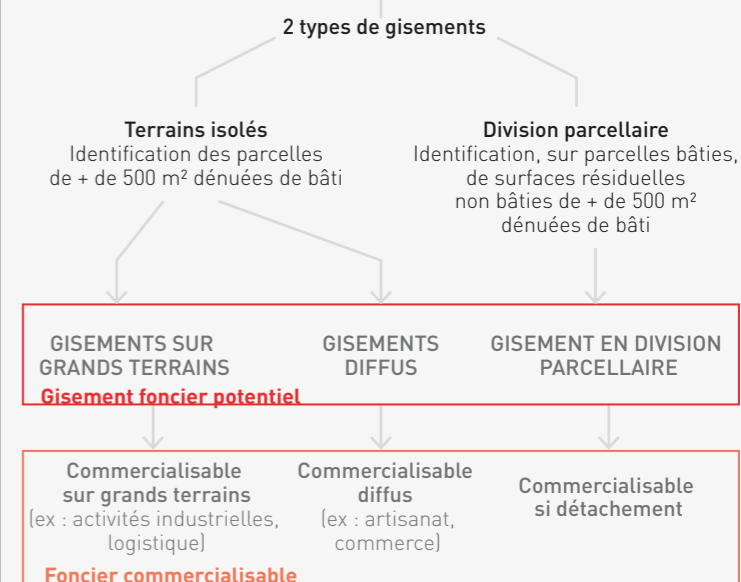 2 types de gisements
Terrains isolés
Identification des parcelles
de + de 500 m² dénuées de bâti
Division parcellaire
Identification, sur parcelles bâties,
de surfaces résiduelles
non bâties de + de 500 m²
dénuées de bâti
GISEMENTS SUR
GRANDS TERRAINS
GISEMENTS
DIFFUS
GISEMENT EN DIVISION
PARCELLAIRE
Gisement foncier potentiel
Commercialisable
sur grands terrains
(ex : activités industrielles,
logistique)
Commercialisable
diffus
(ex : artisanat,
commerce)
Commercialisable
si détachement
Foncier commercialisable